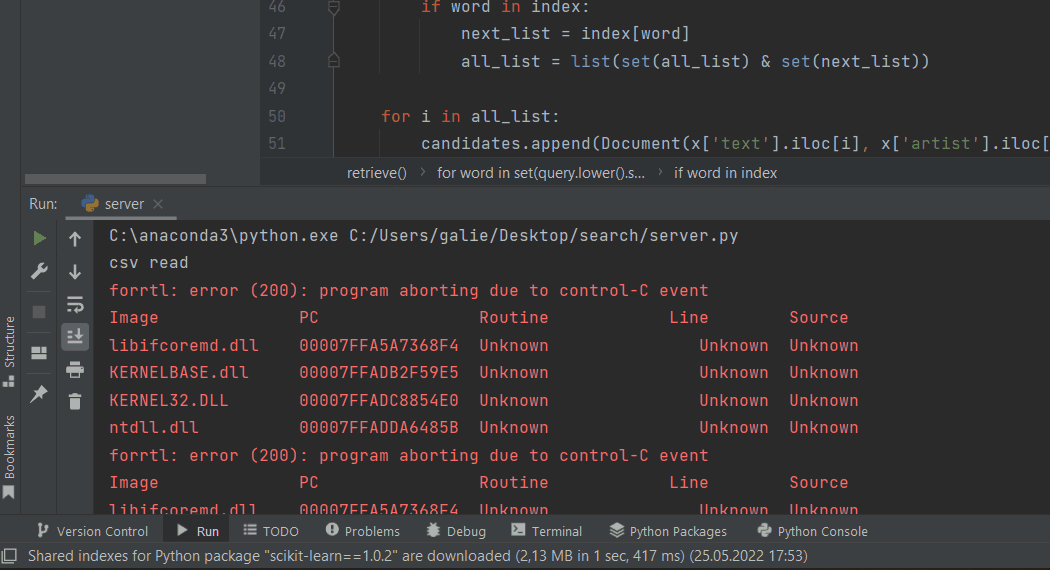 46 if word in index:
47 next_list = index[word]
48 all_list = list(set(all_list) & set(next_list))
49
50 for i in all_list:
51 candidates.append(Document(x['text'].iloc[i], x['artist'].iloc[
retrieve() › for word in set(query.lower().s... › if word in index
Run: server
C:\anaconda3\python.exe C:/Users/galie/Desktop/search/server.py
csv read
forrtl: error (200): program aborting due to control-C event
Image PC Routine Line Source
libifcoremd.dll 00007FFA5A7368F4 Unknown Unknown Unknown
KERNELBASE.dll 00007FFADB2F59E5 Unknown Unknown Unknown
KERNEL32.DLL 00007FFADC8854E0 Unknown Unknown Unknown
ntdll.dll 00007FFADDA6485B Unknown Unknown Unknown
forrtl: error (200): program aborting due to control-C event
Image PC Routine Line Source
libifcoremd.dll 00007FFA5A7368F4 Unknown Unknown Unknown
Structure
Bookmarks
Version Control Run TODO Problems Debug Terminal Python Packages Python Console
Shared indexes for Python package "scikit-learn==1.0.2" are downloaded (2,13 MB in 1 sec, 417 ms) (25.05.2022 17:53)